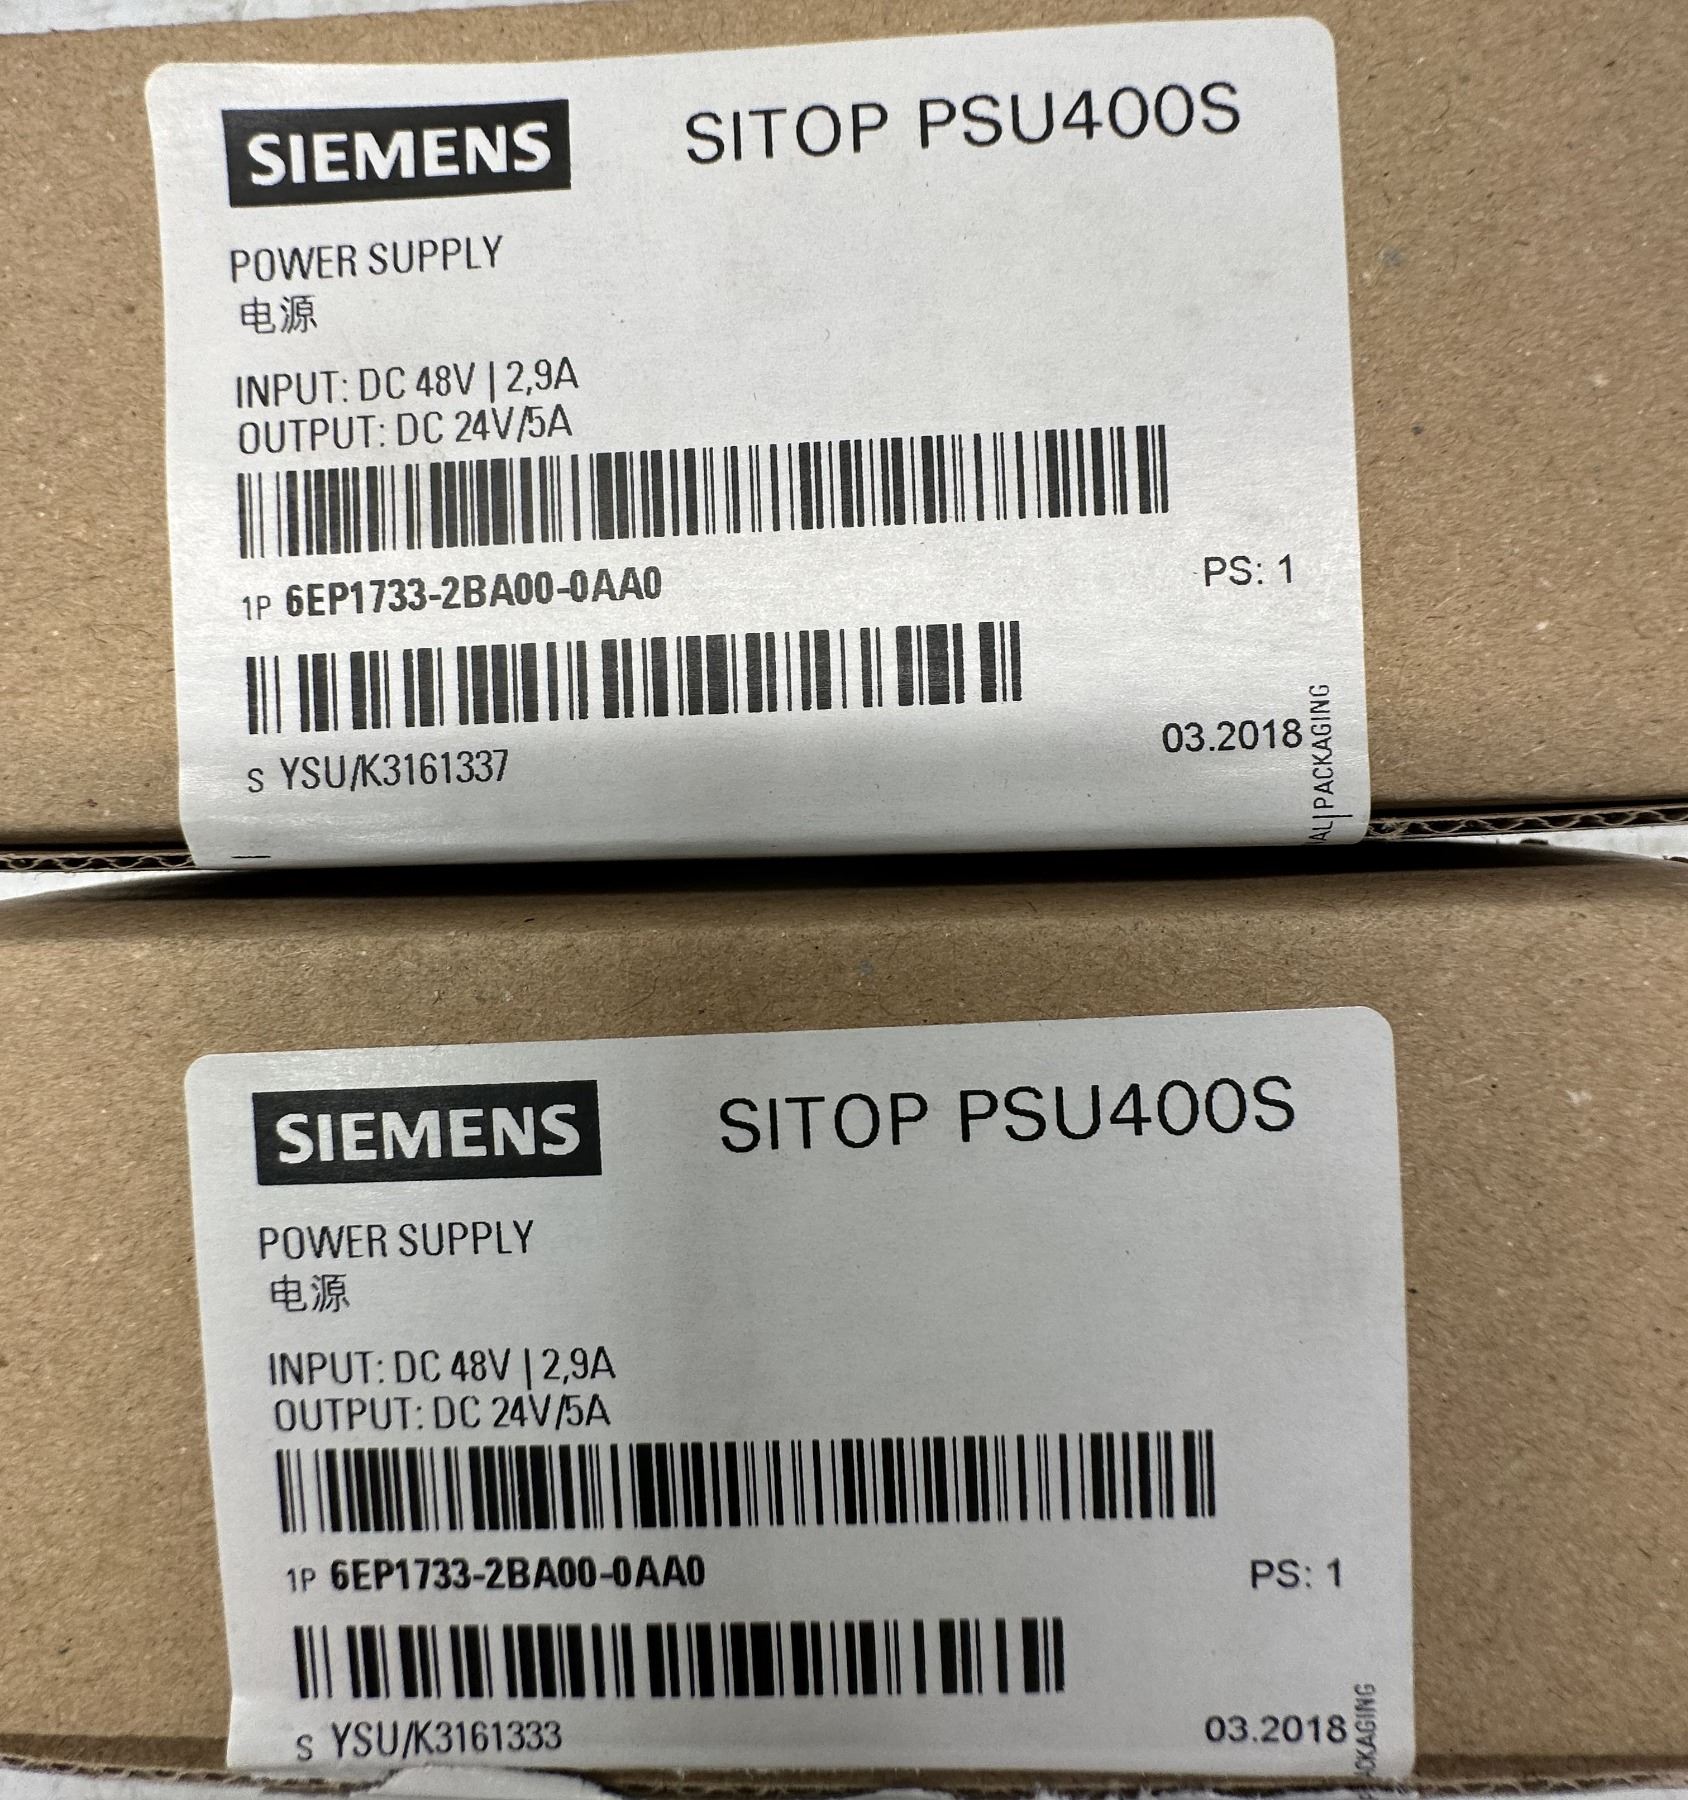 SIEMENS SITOP PSU400S
POWER SUPPLY
电源
INPUT: DC 48V | 2,9A
OUTPUT: DC 24V/5A
1P 6EP1733-2BA00-0AA0 PS: 1
03.2018
S YSU/K3161337
AL|PACKAGING
SIEMENS SITOP PSU400S
POWER SUPPLY
电源
INPUT: DC 48V | 2,9A
OUTPUT: DC 24V/5A
1P 6EP1733-2BA00-0AA0 PS: 1
S YSU/K3161333 03.2018
PACKAGING